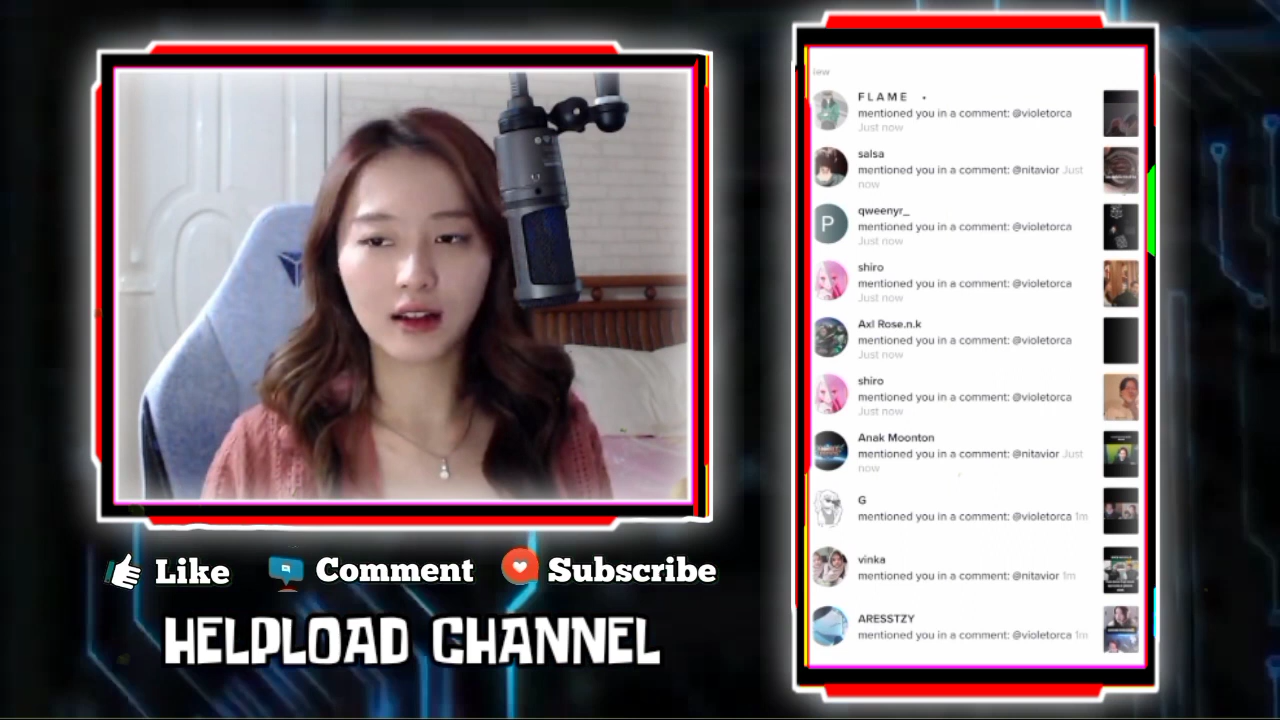 Like
Comment
Subscribe
HELPLOAD CHANNEL
iew
FLAME •
mentioned you in a comment: @violetorca
Just now
salsa
mentioned you in a comment: @nitavior Just
now
P
qweenyr_
mentioned you in a comment: @violetorca
Just now
shiro
mentioned you in a comment: @violetorca
Just now
Axl Rose.n.k
mentioned you in a comment: @violetorca
Just now
shiro
mentioned you in a comment: @violetorca
Just now
Anak Moonton
mentioned you in a comment: @nitavior Just
now
G
mentioned you in a comment: @violetorca 1m
vinka
mentioned you in a comment: @nitavior 1m
ARESSTZY
mentioned you in a comment: @violetorca 1m